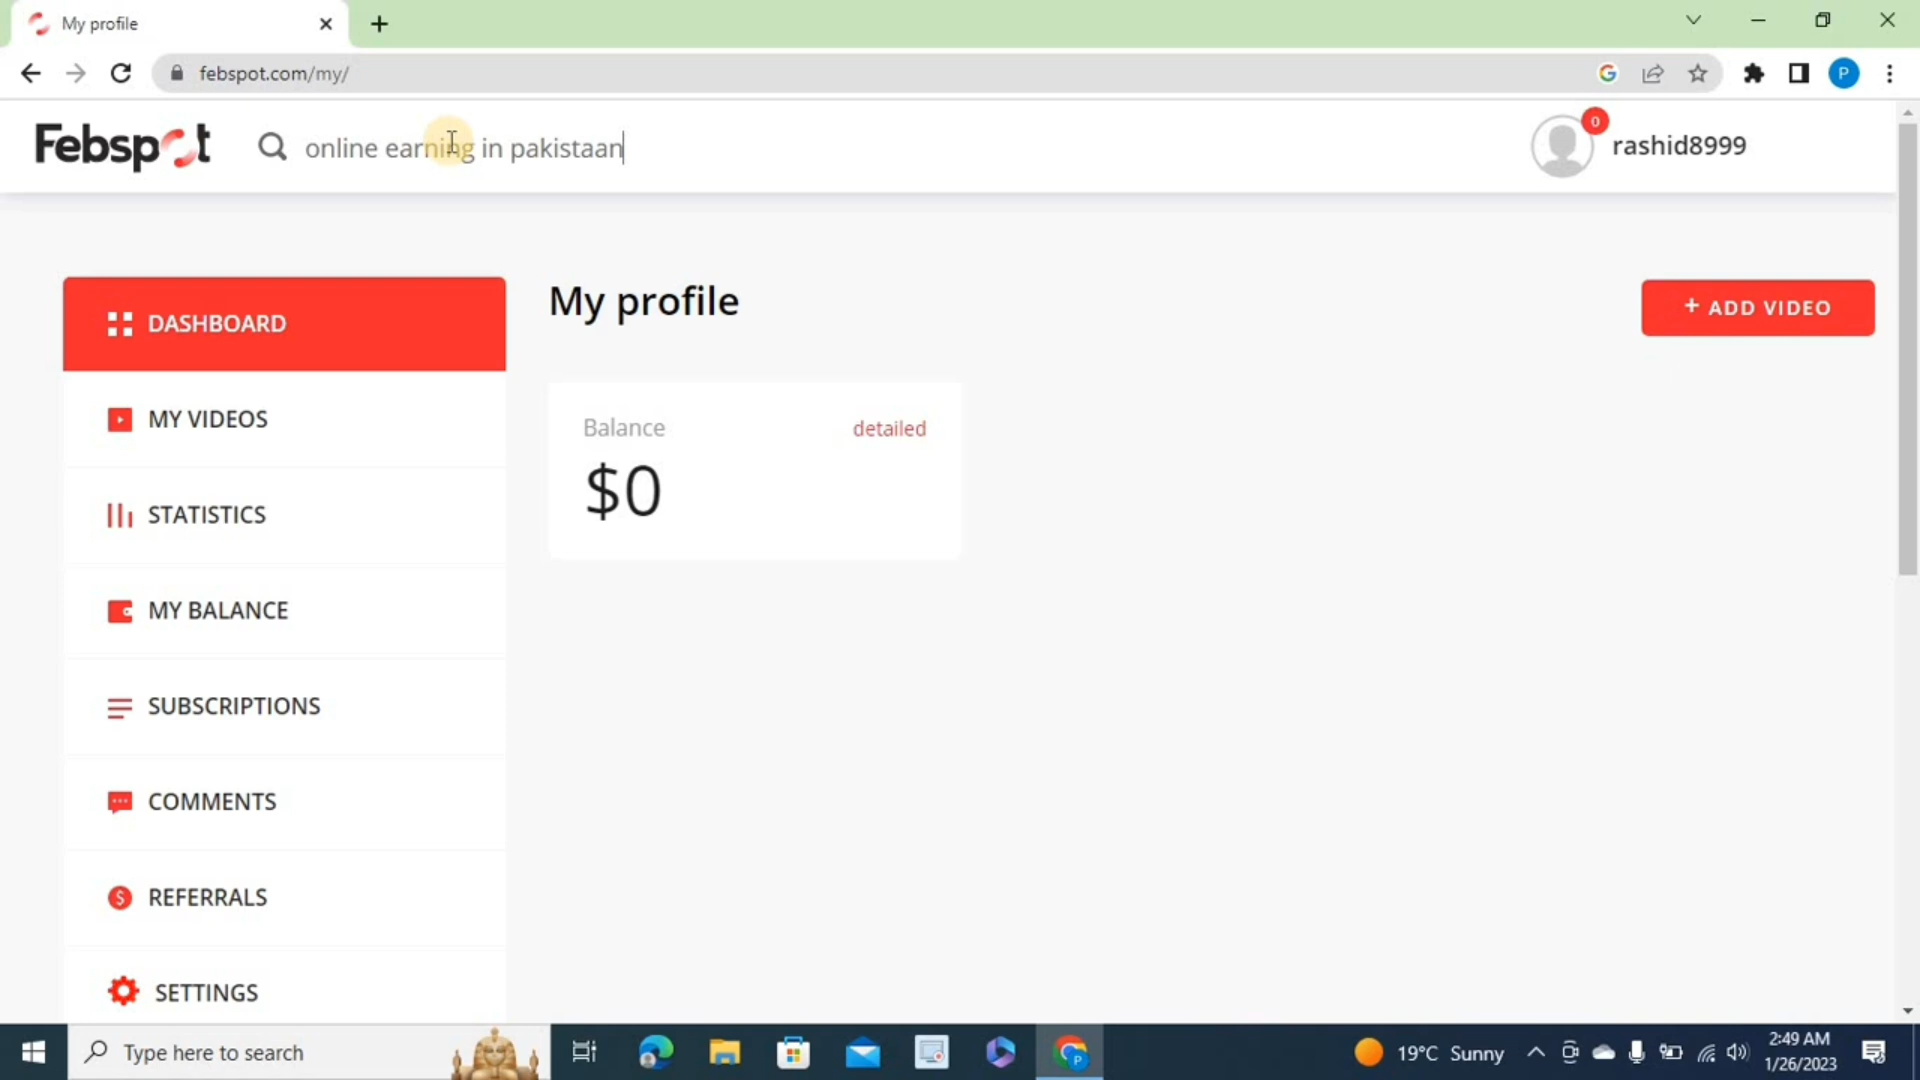 My profile
febspot.com/my/
Febspot
online earning in pakistaan
0
rashid8999
DASHBOARD
My profile
+ ADD VIDEO
MY VIDEOS
Balance
detailed
$0
STATISTICS
MY BALANCE
SUBSCRIPTIONS
COMMENTS
REFERRALS
SETTINGS
Type here to search
19°C Sunny
2:49 AM
1/26/2023